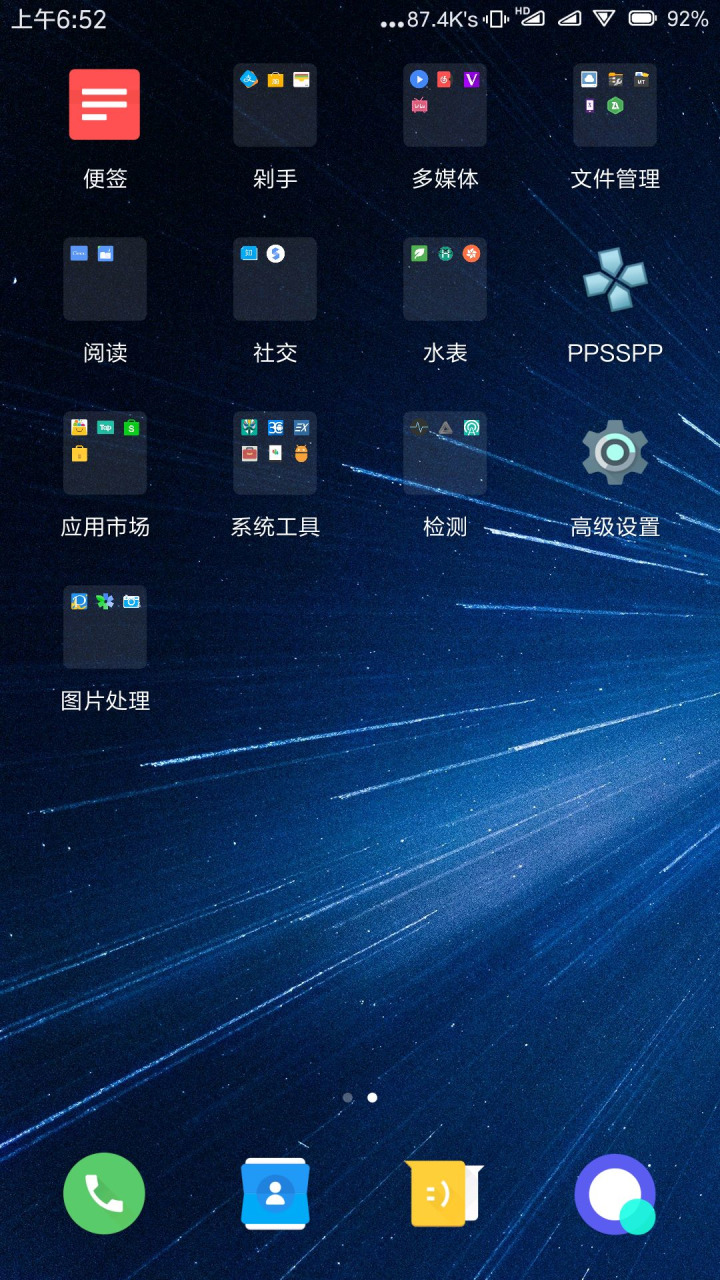 上午6:52 ...87.4K's HD 92%
便签 剁手 多媒体 文件管理
阅读 社交 水表 PPSSPP
应用市场 系统工具 检测 高级设置
图片处理